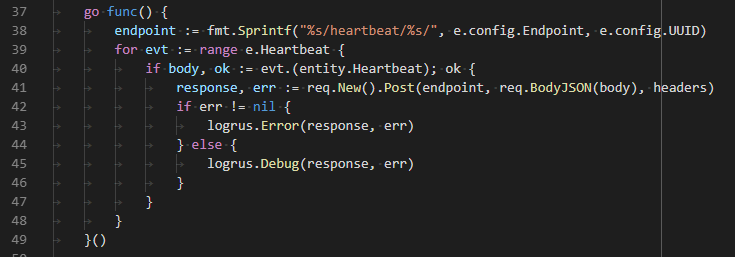 37 go func() {
38 endpoint := fmt.Sprintf("%s/heartbeat/%s/", e.config.Endpoint, e.config.UUID)
39 for evt := range e.Heartbeat {
40 if body, ok := evt.(entity.Heartbeat); ok {
41 response, err := req.New().Post(endpoint, req.BodyJSON(body), headers)
42 if err != nil {
43 logrus.Error(response, err)
44 } else {
45 logrus.Debug(response, err)
46 }
47 }
48 }
49 }()